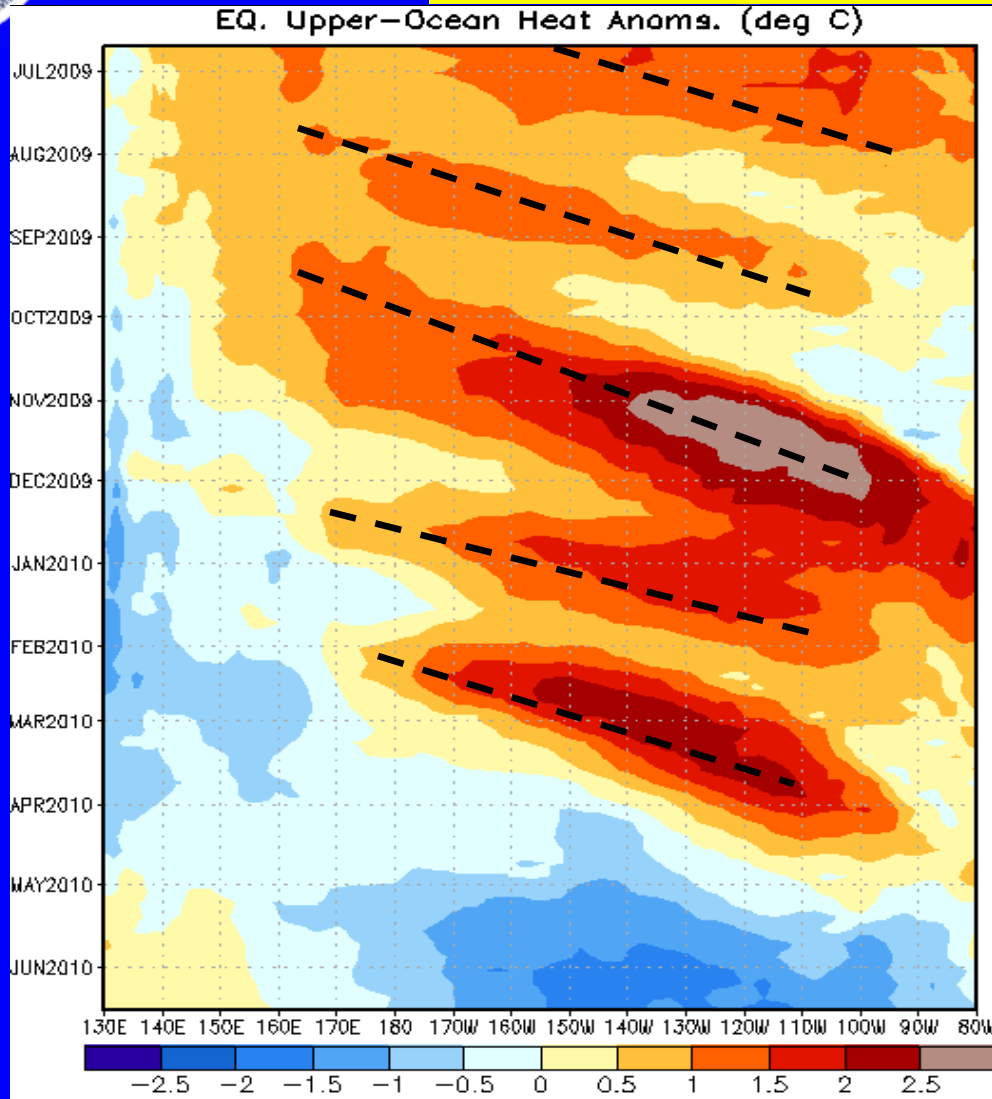 EQ. Upper-Ocean Heat Anoms. (deg C)
JUL2009
AUG2009
SEP2009
OCT2009
NOV2009
DEC2009
JAN2010
FEB2010
MAR2010
APR2010
MAY2010
JUN2010
130E 140E 150E 160E 170E 180 170W 160W 150W 140W 130W 120W 110W 100W 90W 80W
-2.5 -2 -1.5 -1 -0.5 0 0.5 1 1.5 2 2.5